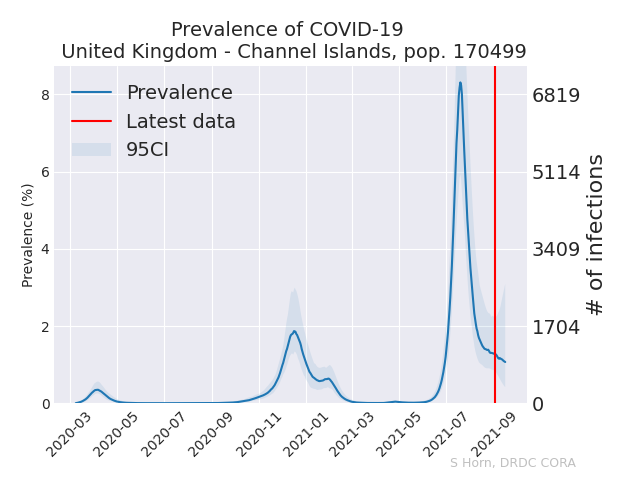 Prevalence of COVID-19
United Kingdom - Channel Islands, pop. 170499
Prevalence
Latest data
95CI
Prevalence (%)
8
6
4
2
0
6819
5114
3409
1704
0
# of infections
2020-03
2020-05
2020-07
2020-09
2020-11
2021-01
2021-03
2021-05
2021-07
2021-09
S Horn, DRDC CORA